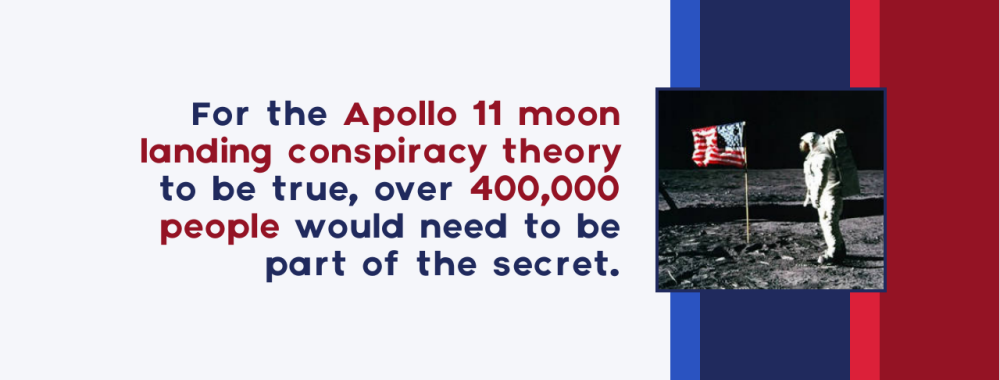 For the Apollo 11 moon
landing conspiracy theory
to be true, over 400,000
people would need to be
part of the secret.